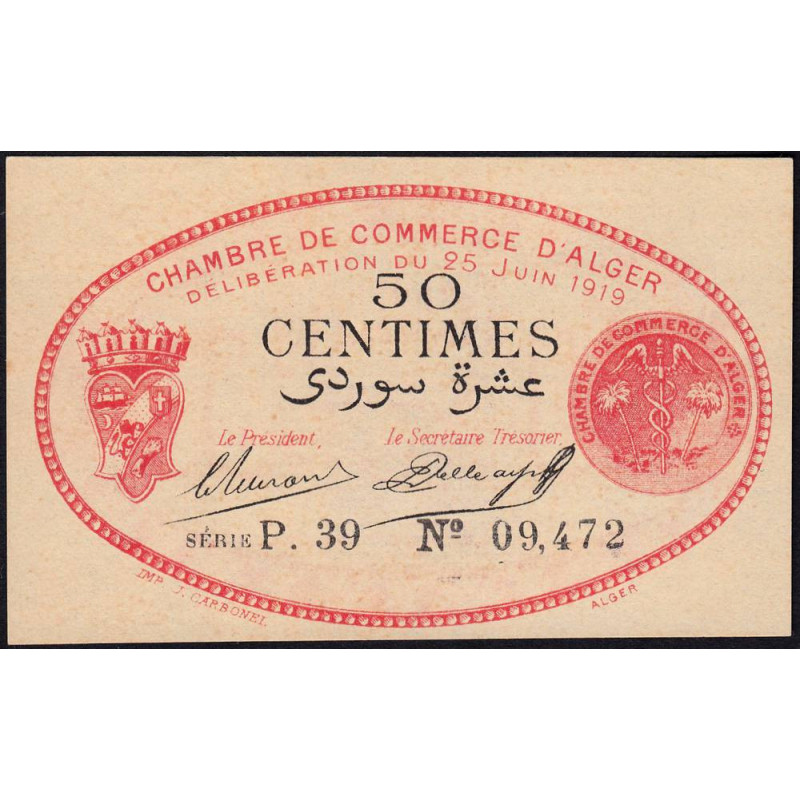 CHAMBRE DE COMMERCE D'ALGER
DÉLIBÉRATION DU 25 JUIN 1919
50
CENTIMES
عشرة سوردى
CHAMBRE DE COMMERCE D'ALGER
Le Président, Le Secrétaire Trésorier,
SÉRIE P. 39 Nº 09,472
IMP. J. CARBONEL ALGER